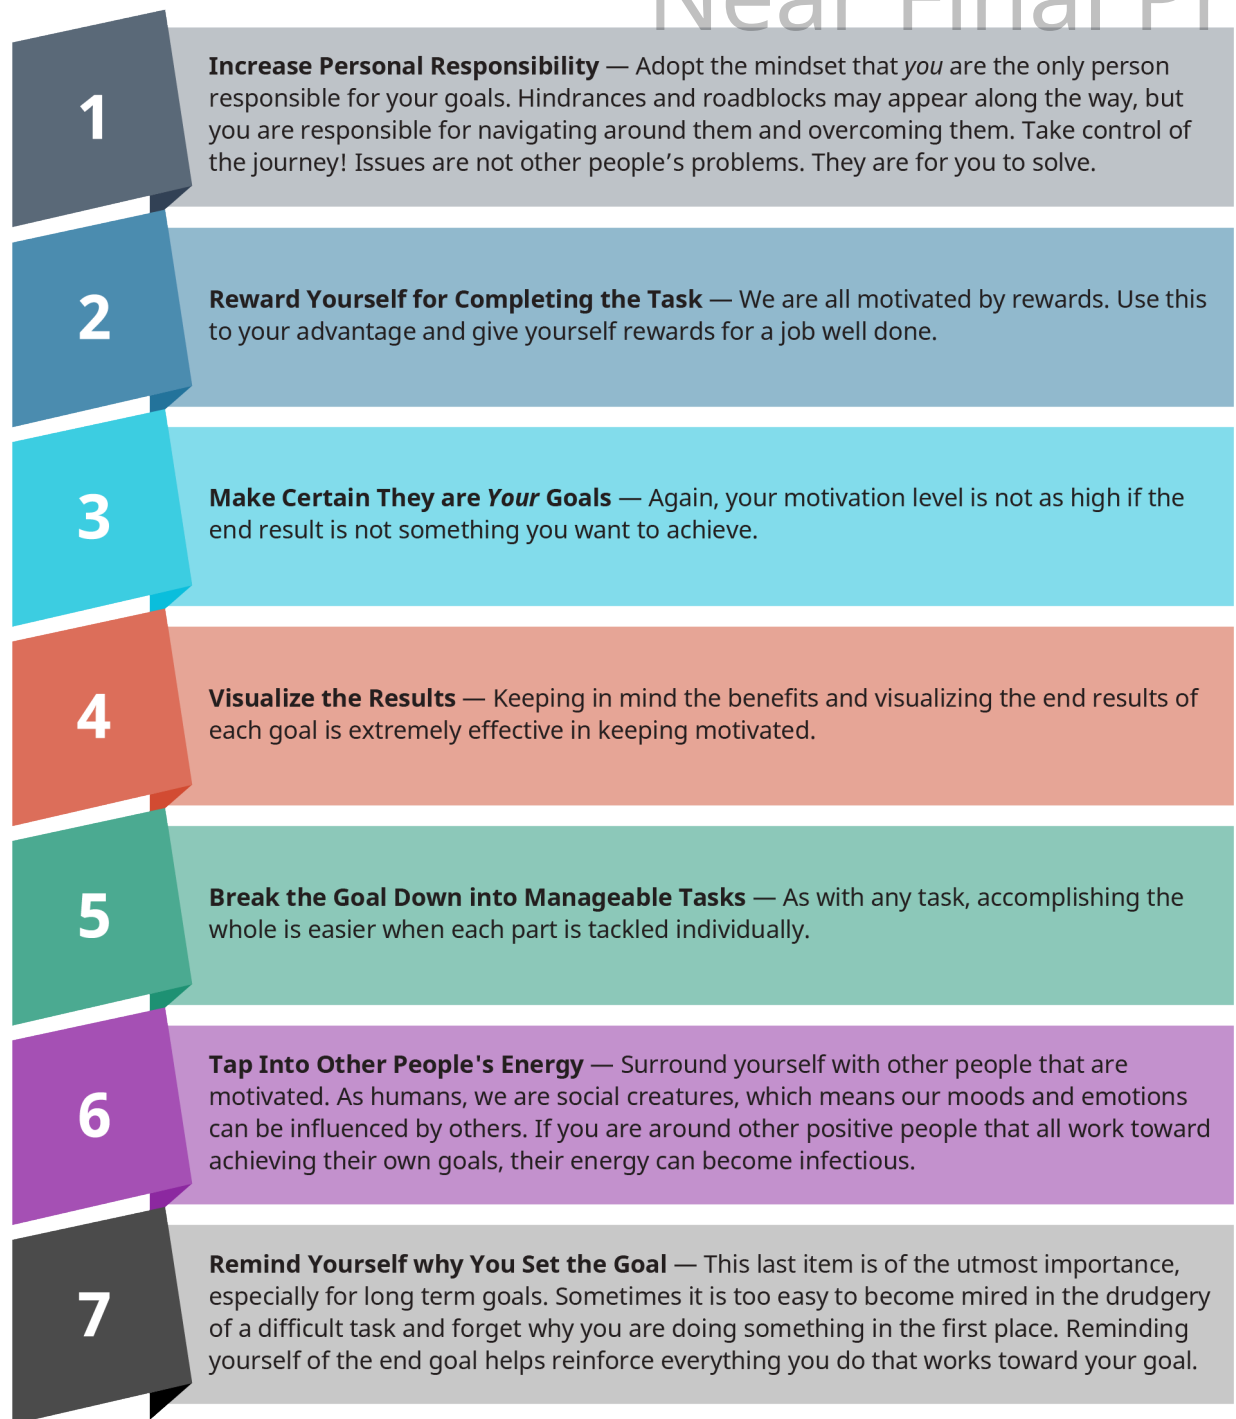 Near Final Pr
1
Increase Personal Responsibility — Adopt the mindset that you are the only person
responsible for your goals. Hindrances and roadblocks may appear along the way, but
you are responsible for navigating around them and overcoming them. Take control of
the journey! Issues are not other people’s problems. They are for you to solve.
2
Reward Yourself for Completing the Task — We are all motivated by rewards. Use this
to your advantage and give yourself rewards for a job well done.
3
Make Certain They are Your Goals — Again, your motivation level is not as high if the
end result is not something you want to achieve.
4
Visualize the Results — Keeping in mind the benefits and visualizing the end results of
each goal is extremely effective in keeping motivated.
5
Break the Goal Down into Manageable Tasks — As with any task, accomplishing the
whole is easier when each part is tackled individually.
6
Tap Into Other People's Energy — Surround yourself with other people that are
motivated. As humans, we are social creatures, which means our moods and emotions
can be influenced by others. If you are around other positive people that all work toward
achieving their own goals, their energy can become infectious.
7
Remind Yourself why You Set the Goal — This last item is of the utmost importance,
especially for long term goals. Sometimes it is too easy to become mired in the drudgery
of a difficult task and forget why you are doing something in the first place. Reminding
yourself of the end goal helps reinforce everything you do that works toward your goal.